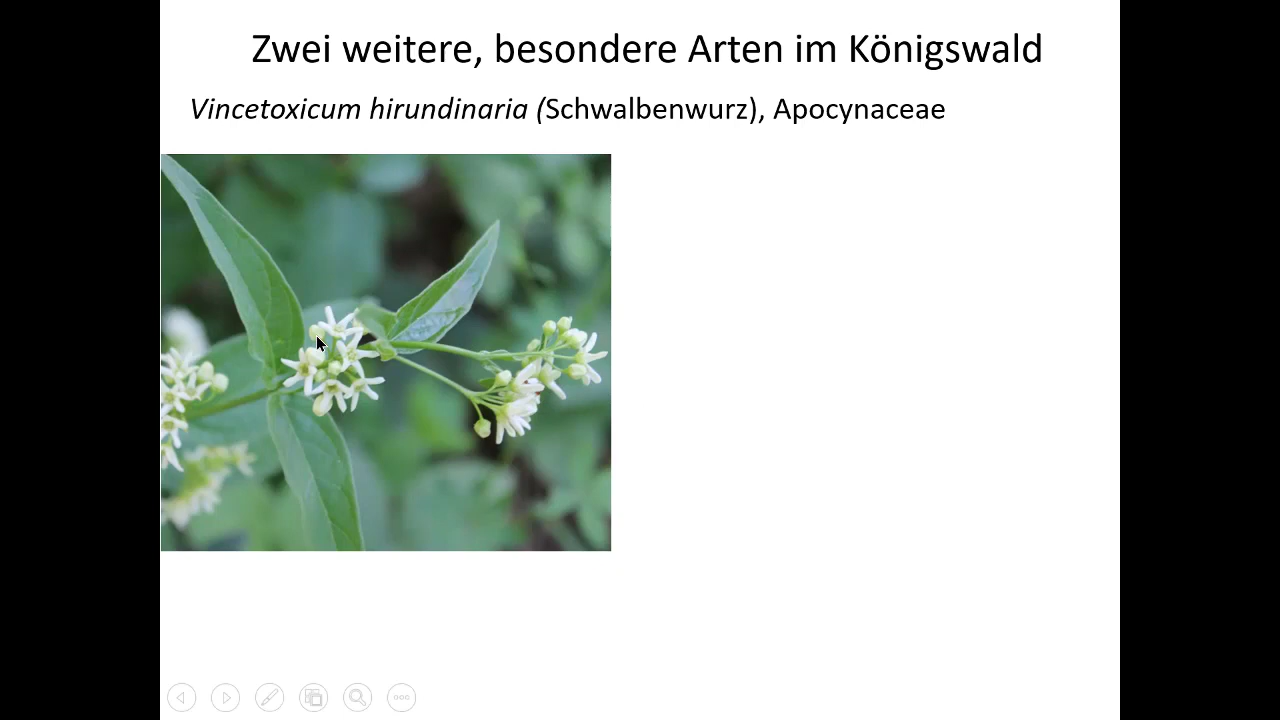 Zwei weitere, besondere Arten im Königswald
Vincetoxicum hirundinaria (Schwalbenwurz), Apocynaceae